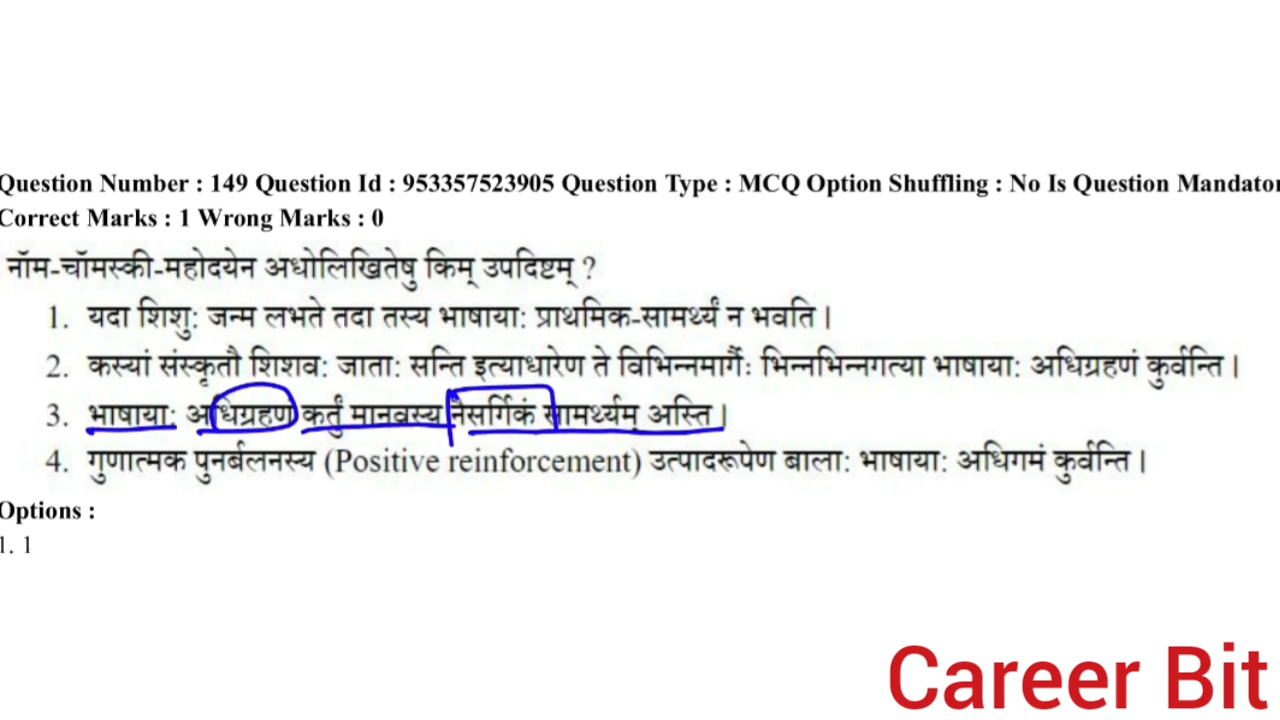 Question Number : 149 Question Id : 953357523905 Question Type : MCQ Option Shuffling : No Is Question Mandator
Correct Marks : 1 Wrong Marks : 0
नॉम-चॉमस्की-महोदयेन अधोलिखितेषु किम् उपदिष्टम् ?
1. यदा शिशु: जन्म लभते तदा तस्य भाषाया: प्राथमिक-सामर्थ्यं न भवति ।
2. कस्यां संस्कृतौ शिशव: जाता: सन्ति इत्याधारेण ते विभिन्नमार्गै: भिन्नभिन्नगत्या भाषाया: अधिग्रहणं कुर्वन्ति ।
3. भाषाया: अधिग्रहण कर्तुं मानवस्य नैसर्गिकं सामर्थ्यम् अस्ति ।
4. गुणात्मक पुनर्बलनस्य (Positive reinforcement) उत्पादरूपेण बाला: भाषाया: अधिगमं कुर्वन्ति ।
Options :
1. 1
Career Bit